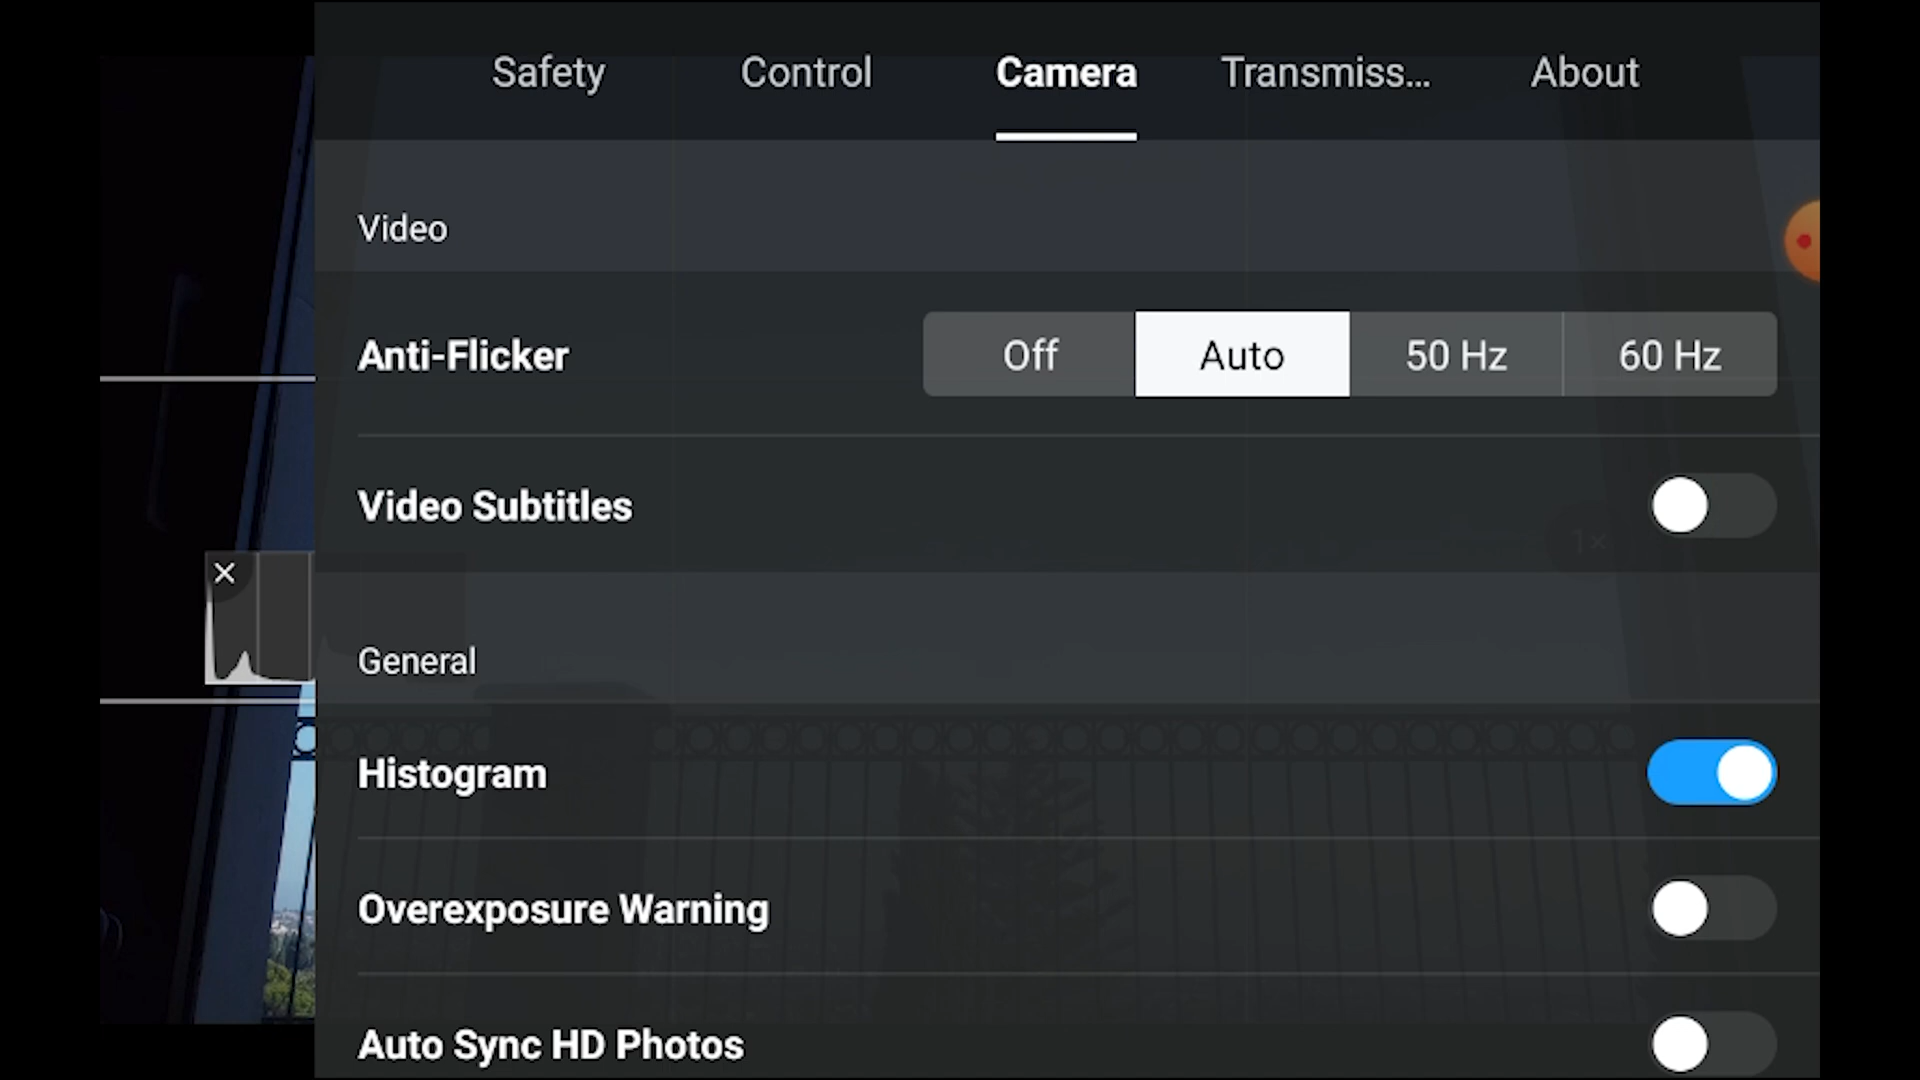 Safety Control Camera Transmiss... About
Video
Anti-Flicker Off Auto 50 Hz 60 Hz
Video Subtitles
1×
General
Histogram
Overexposure Warning
Auto Sync HD Photos